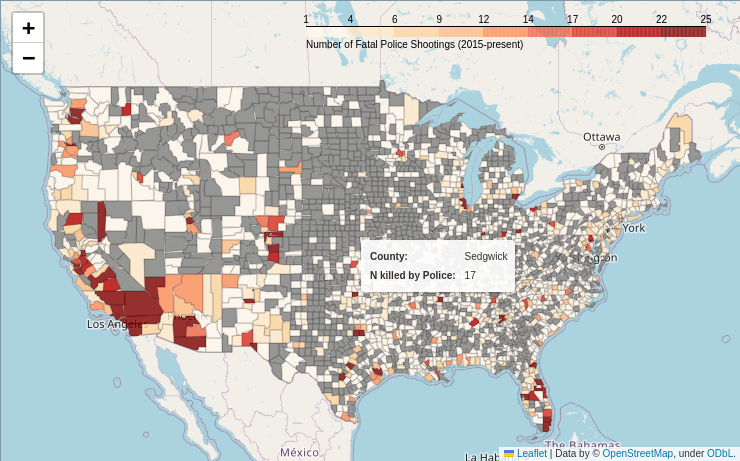 +
−
1 4 6 9 12 14 17 20 22 25
Number of Fatal Police Shootings (2015-present)
Ottawa
York
County: Sedgwick
N killed by Police: 17
Los Angeles
México
The Bahamas
La Hab
Leaflet | Data by © OpenStreetMap, under ODbL.